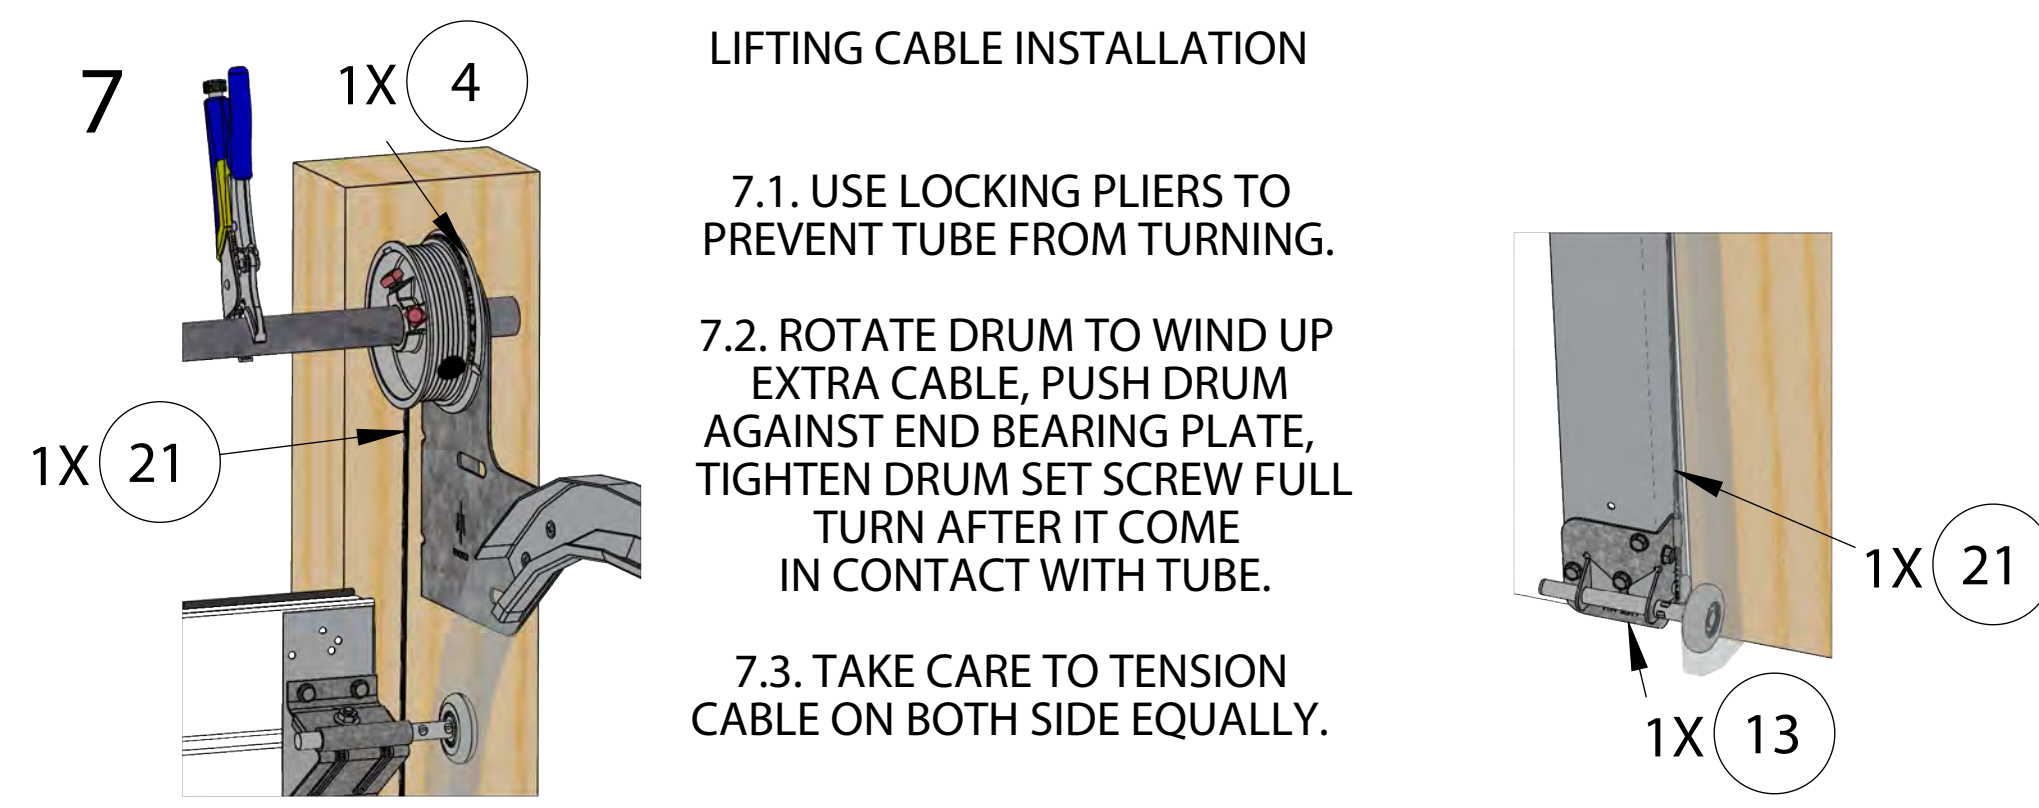 7
1X 4
1X 21
LIFTING CABLE INSTALLATION
7.1. USE LOCKING PLIERS TO
PREVENT TUBE FROM TURNING.
7.2. ROTATE DRUM TO WIND UP
EXTRA CABLE, PUSH DRUM
AGAINST END BEARING PLATE,
TIGHTEN DRUM SET SCREW FULL
TURN AFTER IT COME
IN CONTACT WITH TUBE.
7.3. TAKE CARE TO TENSION
CABLE ON BOTH SIDE EQUALLY.
1X 21
1X 13